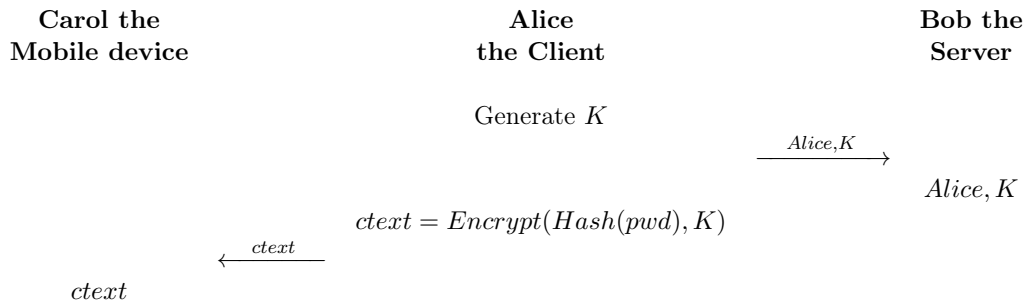 Carol the
Mobile device
Alice
the Client
Bob the
Server
Generate K
Alice,K
Alice, K
ctext = Encrypt(Hash(pwd), K)
ctext
ctext